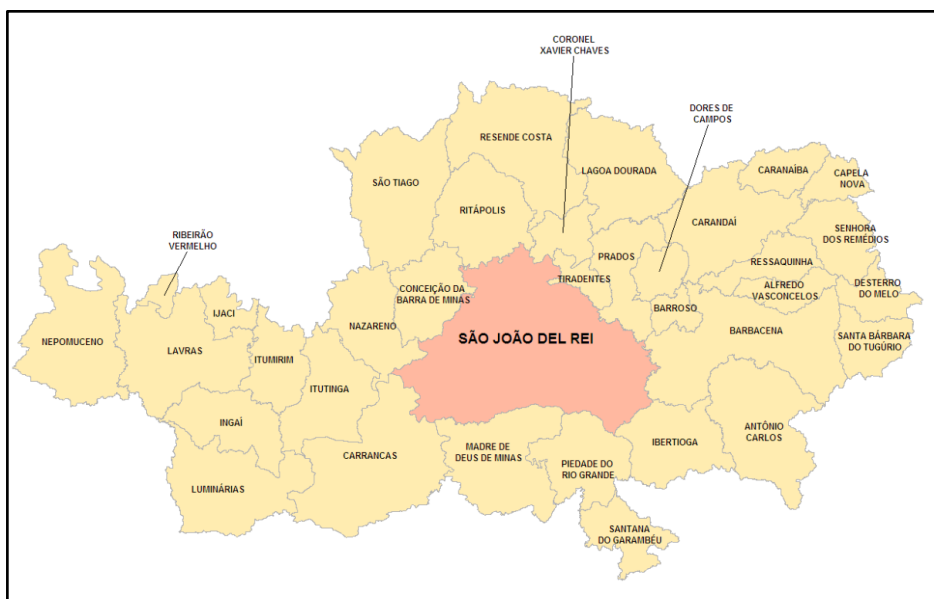 CORONEL
XAVIER CHAVES
DORES DE
CAMPOS
RESENDE COSTA
LAGOA DOURADA
CARANAÍBA
CAPELA
NOVA
SÃO TIAGO
RITÁPOLIS
CARANDAÍ
SENHORA
DOS REMÉDIOS
RIBEIRÃO
VERMELHO
PRADOS
RESSAQUINHA
TIRADENTES
CONCEIÇÃO DA
BARRA DE MINAS
ALFREDO
VASCONCELOS
DESTERRO
DO MELO
IJACI
BARROSO
NAZARENO
BARBACENA
SÃO JOÃO DEL REI
SANTA BÁRBARA
DO TUGÚRIO
NEPOMUCENO
LAVRAS
ITUMIRIM
ITUTINGA
INGAÍ
ANTÔNIO
CARLOS
IBERTIOGA
MADRE DE
DEUS DE MINAS
CARRANCAS
PIEDADE DO
RIO GRANDE
LUMINÁRIAS
SANTANA
DO GARAMBÉU